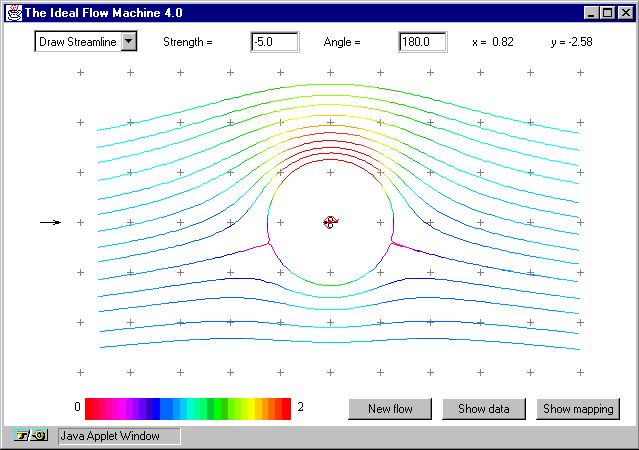 The Ideal Flow Machine 4.0
Draw Streamline Strength = -5.0 Angle = 180.0 x = 0.82 y = -2.58
0 2 New flow Show data Show mapping
Java Applet Window